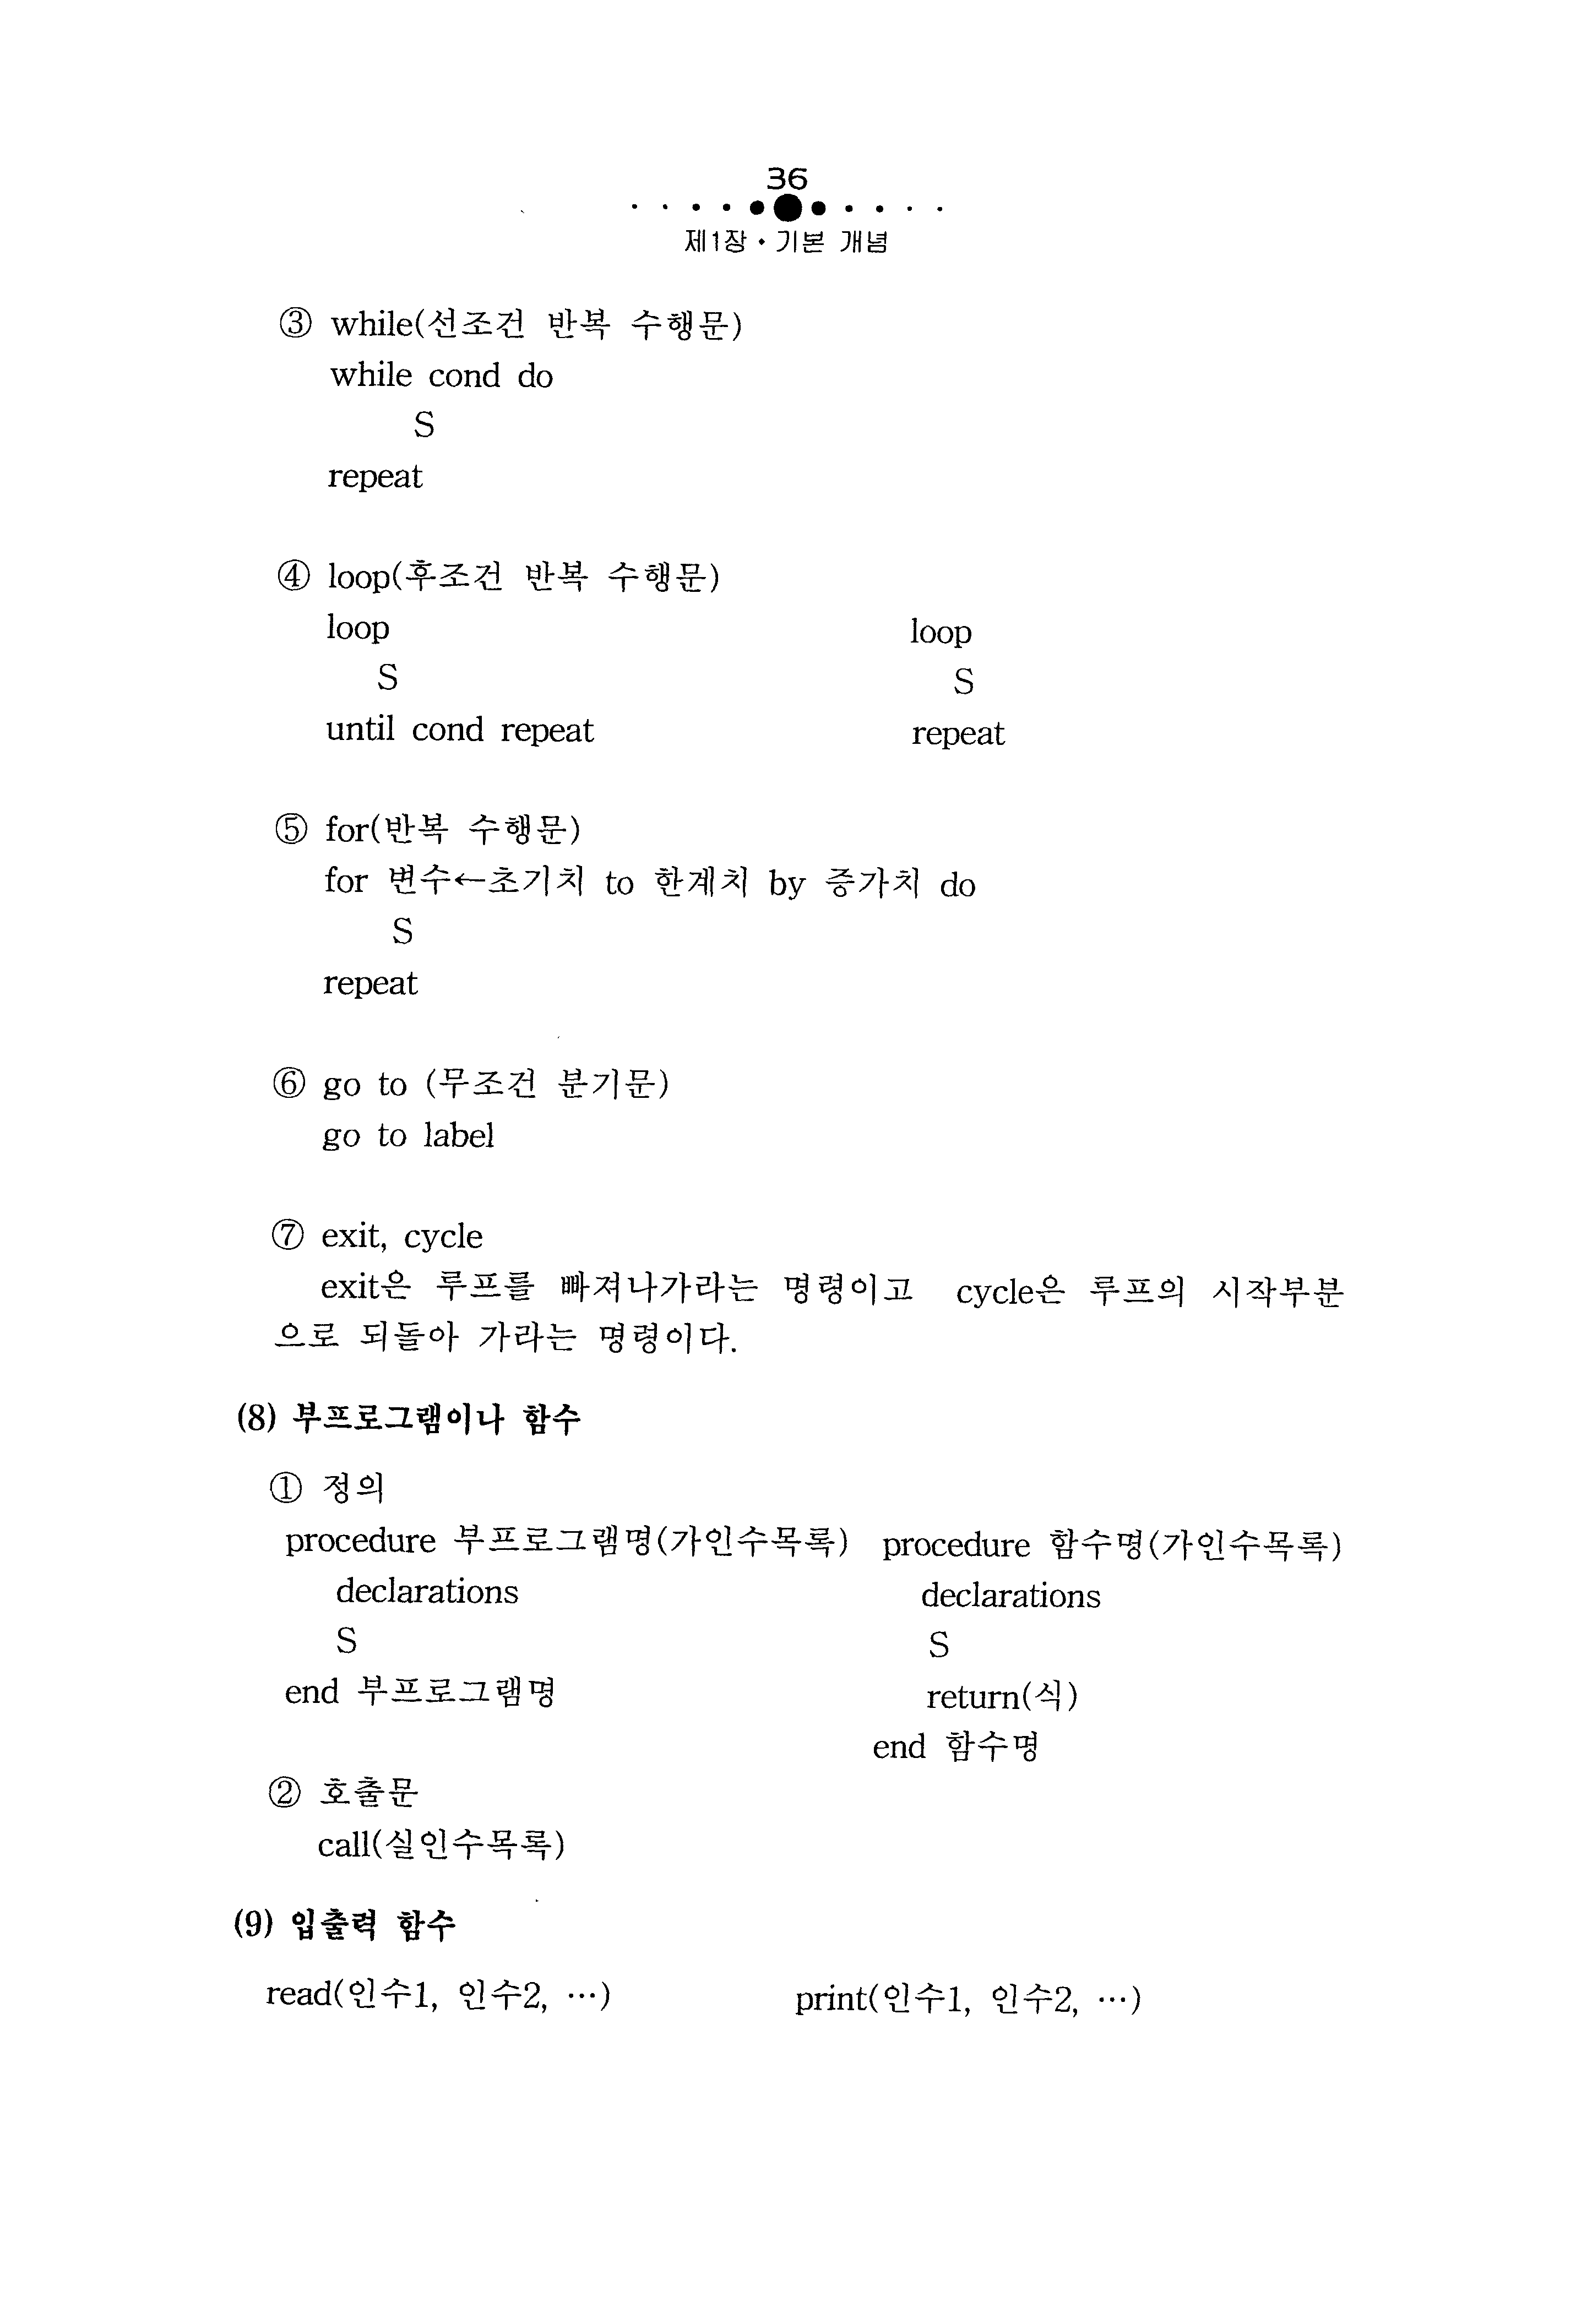 36
제1장 • 기본 개념
③ while(선조건 반복 수행문)
while cond do
S
repeat
④ loop(후조건 반복 수행문)
loop
S
until cond repeat
loop
S
repeat
⑤ for(반복 수행문)
for 변수←초기치 to 한계치 by 증가치 do
S
repeat
⑥ go to (무조건 분기문)
go to label
⑦ exit, cycle
exit은 루프를 빠져나가라는 명령이고 cycle은 루프의 시작부분
으로 되돌아 가라는 명령이다.
(8) 부프로그램이나 함수
① 정의
procedure 부프로그램명(가인수목록)
declarations
S
end 부프로그램명
procedure 함수명(가인수목록)
declarations
S
return(식)
end 함수명
② 호출문
call(실인수목록)
(9) 입출력 함수
read(인수1, 인수2, …)
print(인수1, 인수2, …)